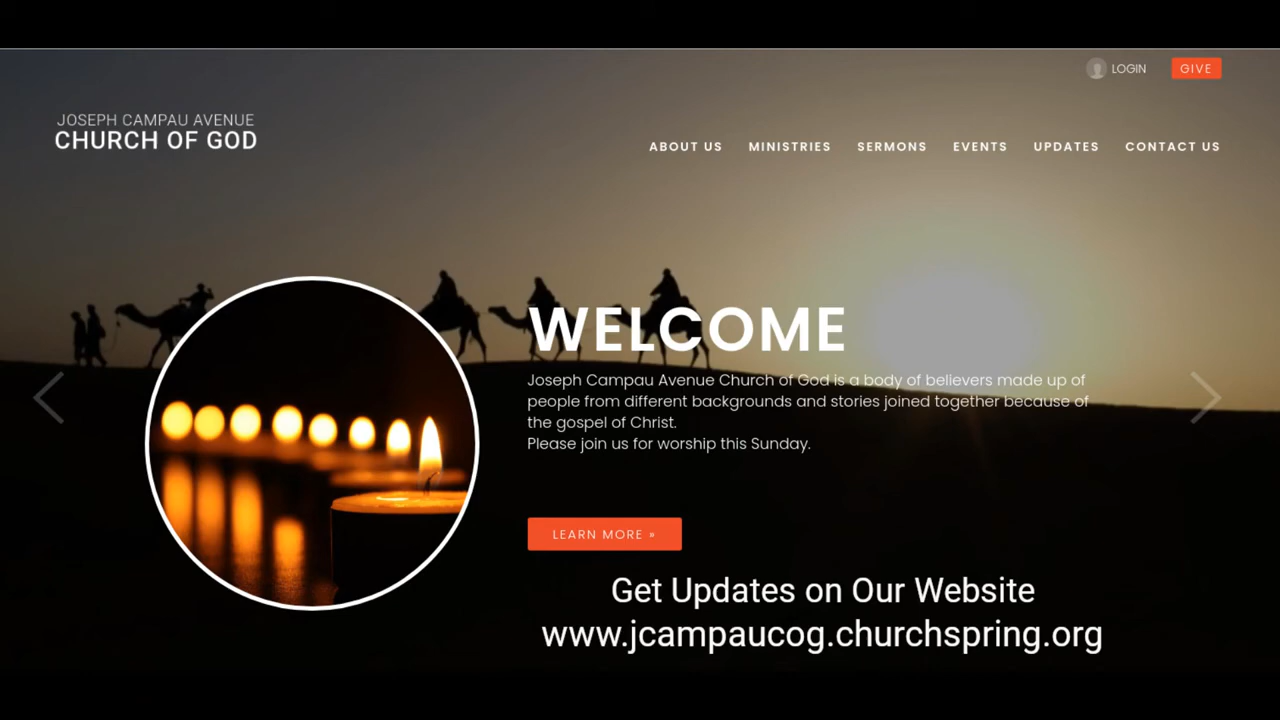 LOGIN
GIVE
JOSEPH CAMPAU AVENUE
CHURCH OF GOD
ABOUT US
MINISTRIES
SERMONS
EVENTS
UPDATES
CONTACT US
WELCOME
Joseph Campau Avenue Church of God is a body of believers made up of
people from different backgrounds and stories joined together because of
the gospel of Christ.
Please join us for worship this Sunday.
LEARN MORE »
Get Updates on Our Website
www.jcampaucog.churchspring.org